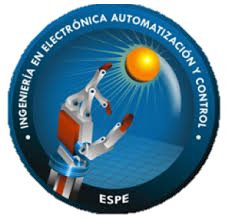 • INGENIERÍA EN ELECTRÓNICA AUTOMATIZACIÓN Y CONTROL •
ESPE